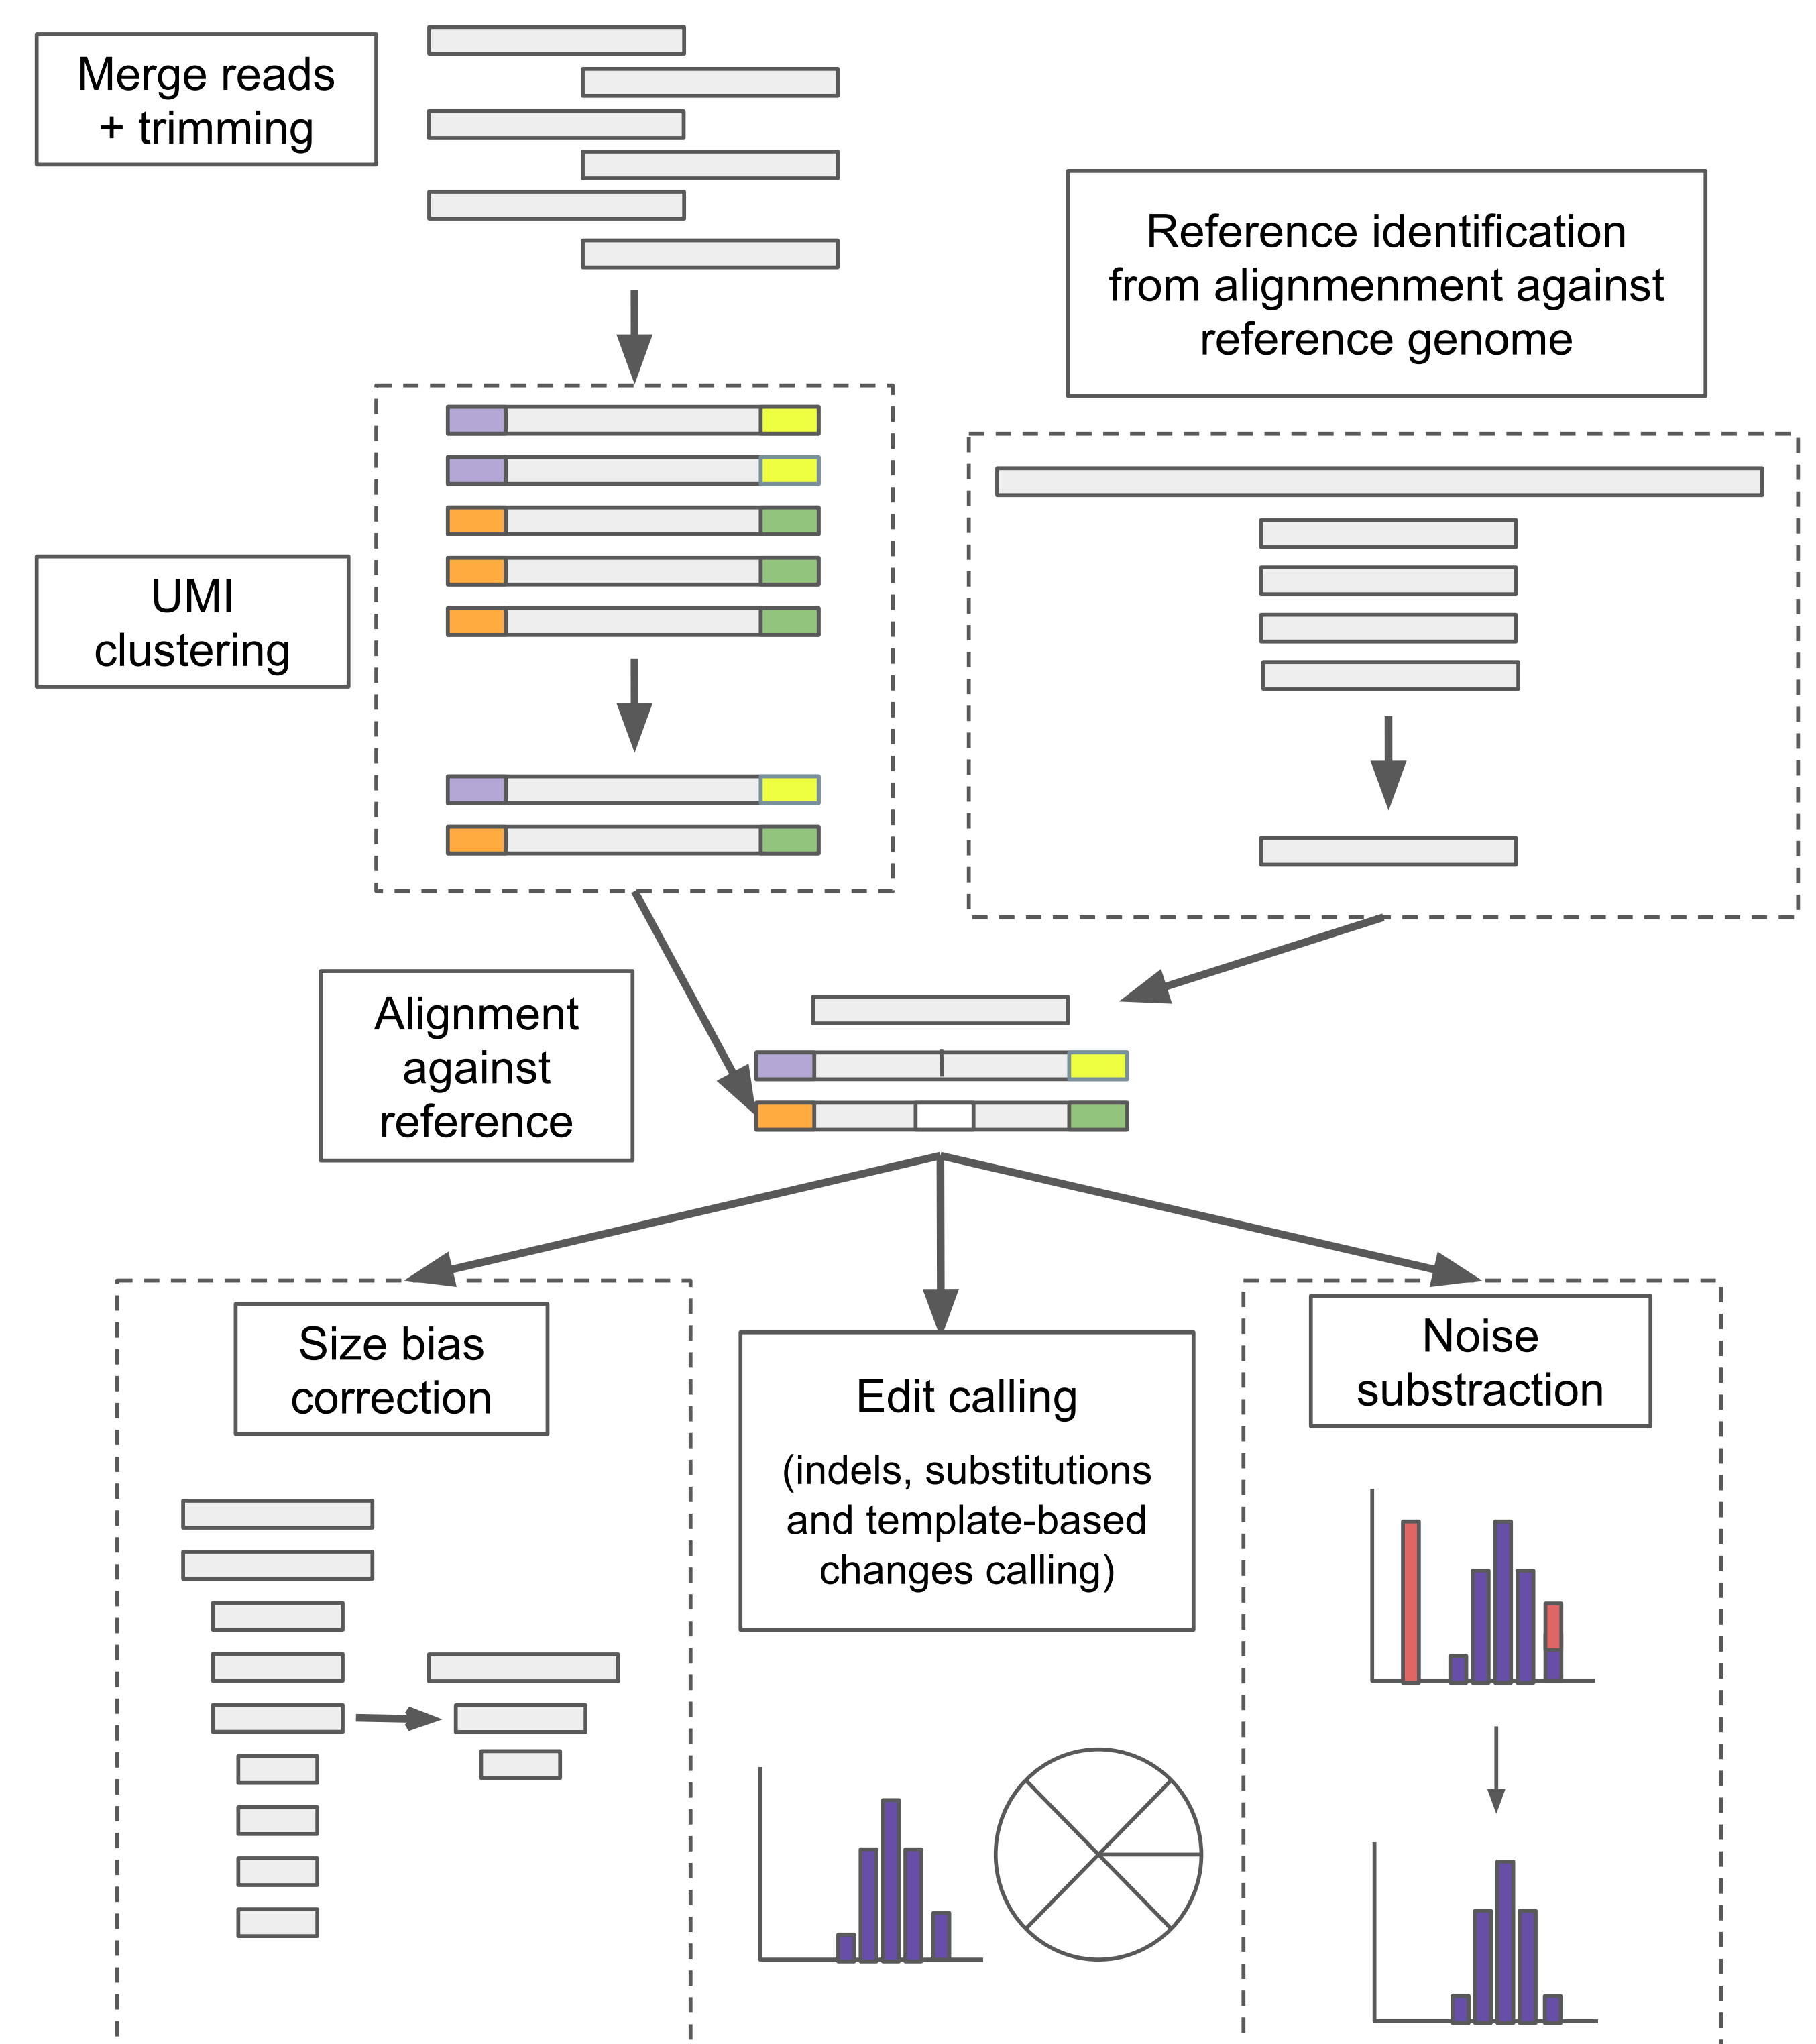 Merge reads
+ trimming
Reference identification
from alignmenment against
reference genome
UMI
clustering
Alignment
against
reference
Size bias
correction
Edit calling
(indels, substitutions
and template-based
changes calling)
Noise
substraction